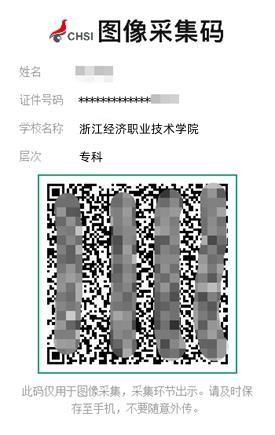 CHSI 图像采集码
姓名
证件号码 *************
学校名称 浙江经济职业技术学院
层次 专科
此码仅用于图像采集，采集环节出示。请及时保
存至手机，不要随意外传。